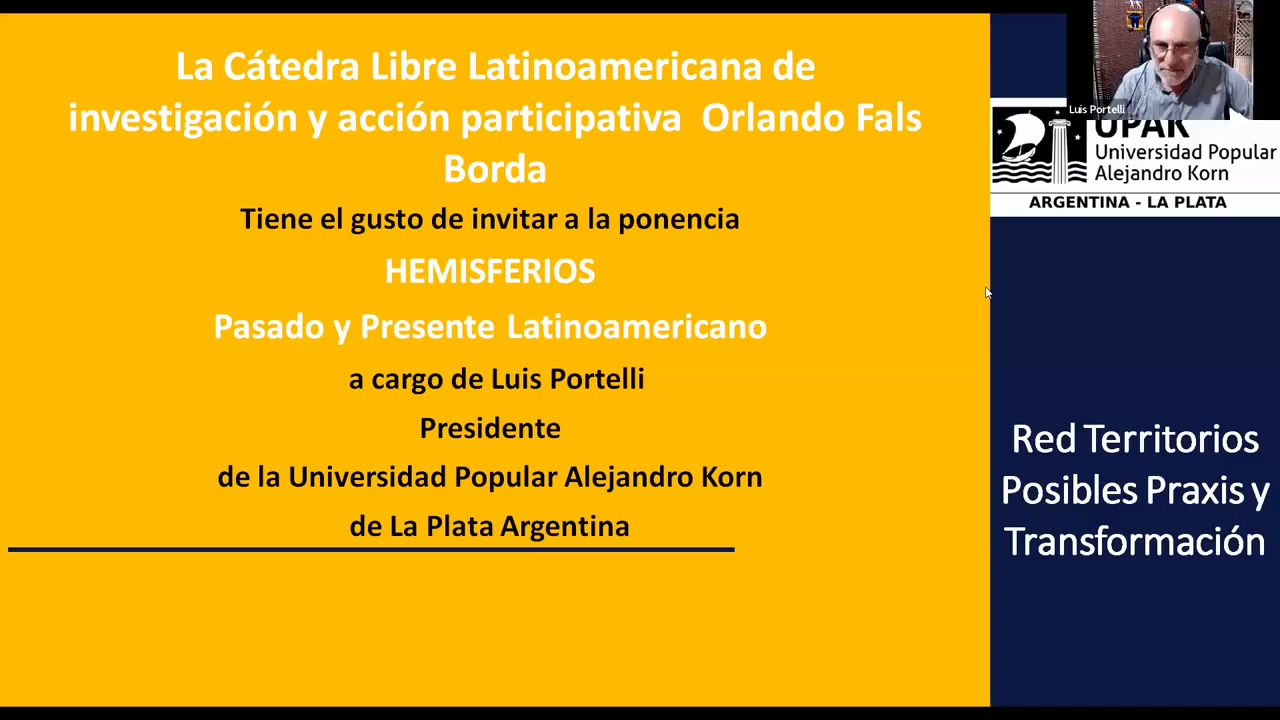 La Cátedra Libre Latinoamericana de
investigación y acción participativa Orlando Fals
Borda
Tiene el gusto de invitar a la ponencia
HEMISFERIOS
Pasado y Presente Latinoamericano
a cargo de Luis Portelli
Presidente
de la Universidad Popular Alejandro Korn
de La Plata Argentina
Luis Portelli
UPAK
Universidad Popular
Alejandro Korn
ARGENTINA - LA PLATA
Red Territorios
Posibles Praxis y
Transformación